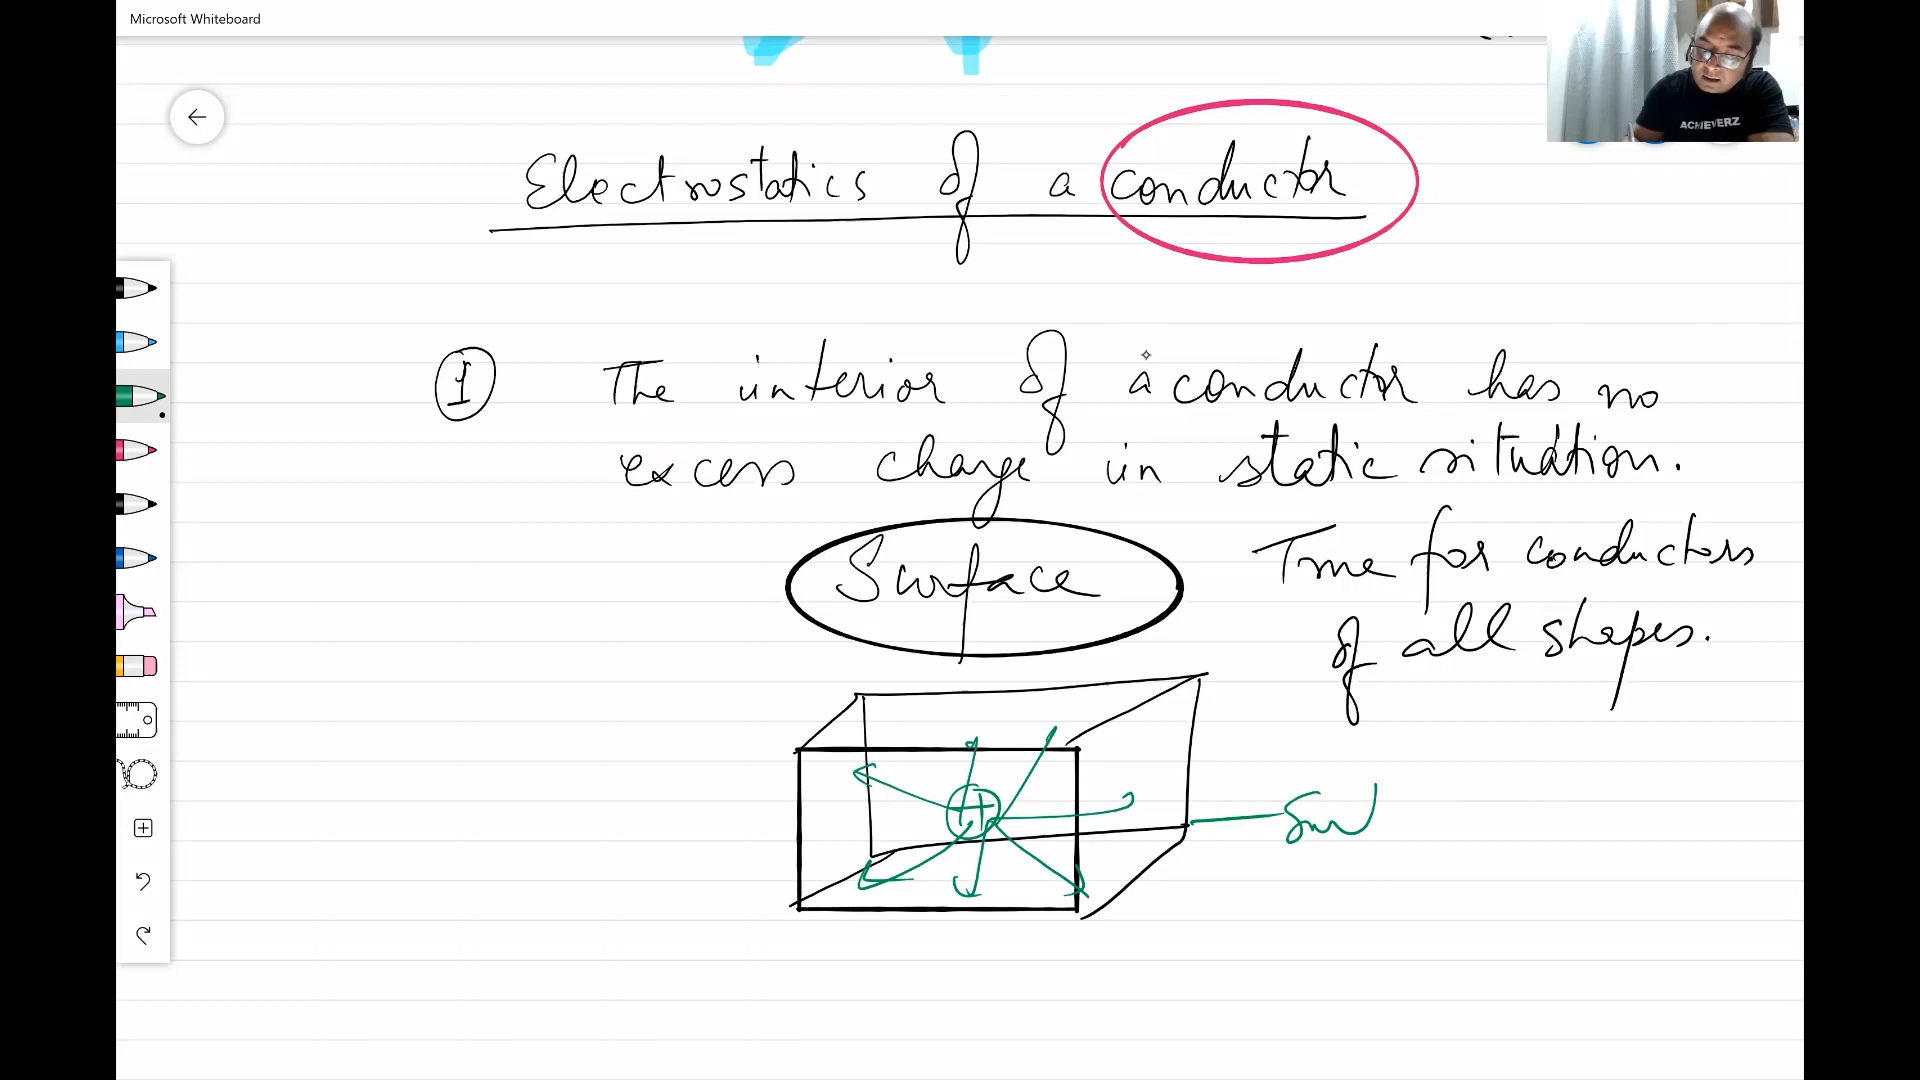 Microsoft Whiteboard
ACHIEVERZ
Electrostatics of a conductor
1 The interior of a conductor has no
excess charge in static situation.
Surface
True for conductors
of all shapes.
+